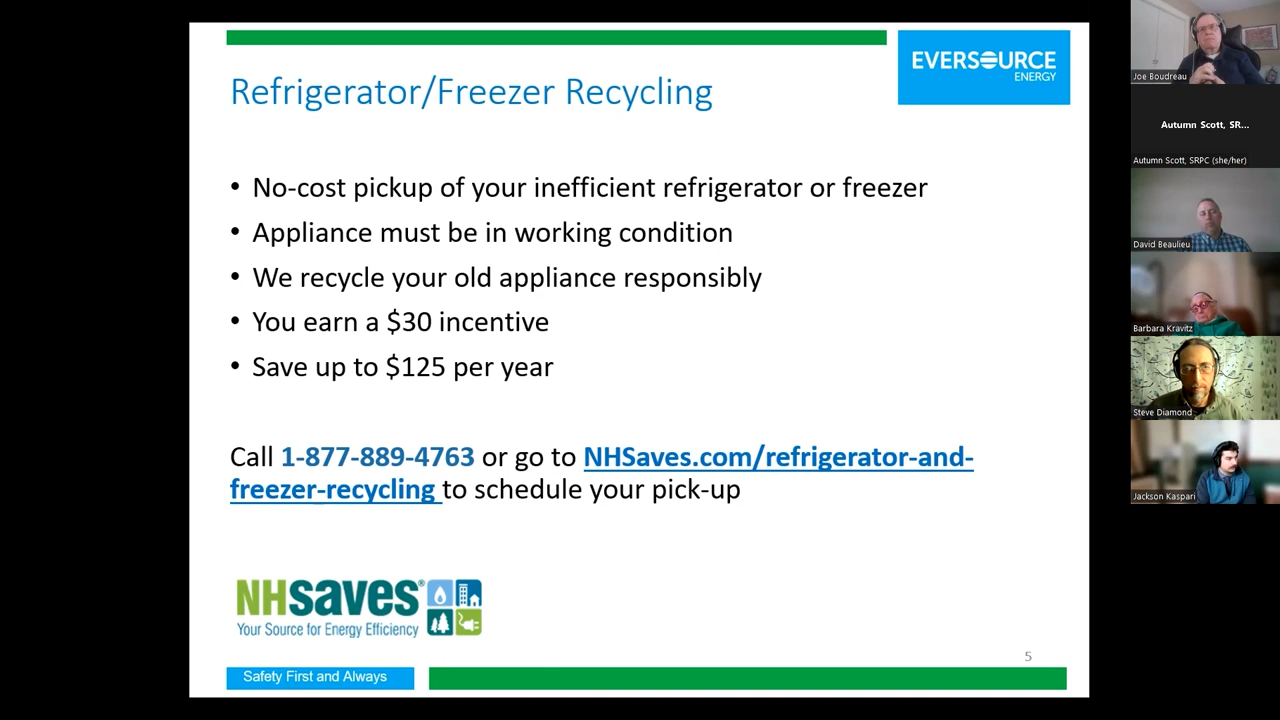 EVERSOURCE
ENERGY
Refrigerator/Freezer Recycling
• No-cost pickup of your inefficient refrigerator or freezer
• Appliance must be in working condition
• We recycle your old appliance responsibly
• You earn a $30 incentive
• Save up to $125 per year
Call 1-877-889-4763 or go to NHSaves.com/refrigerator-and-
freezer-recycling to schedule your pick-up
NHsaves®
Your Source for Energy Efficiency
5
Safety First and Always
Joe Boudreau
Autumn Scott, SR...
Autumn Scott, SRPC (she/her)
David Beaulieu
Barbara Kravitz
Steve Diamond
Jackson Kaspari